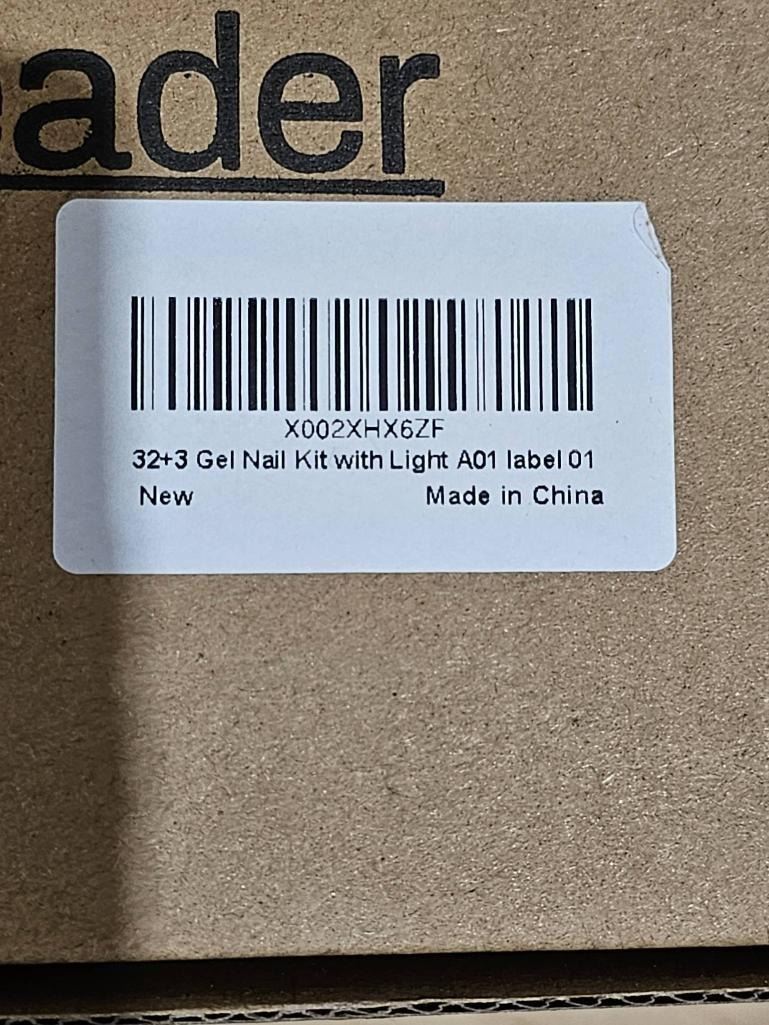 ader
X002XHX6ZF
32+3 Gel Nail Kit with Light A01 label 01
New Made in China